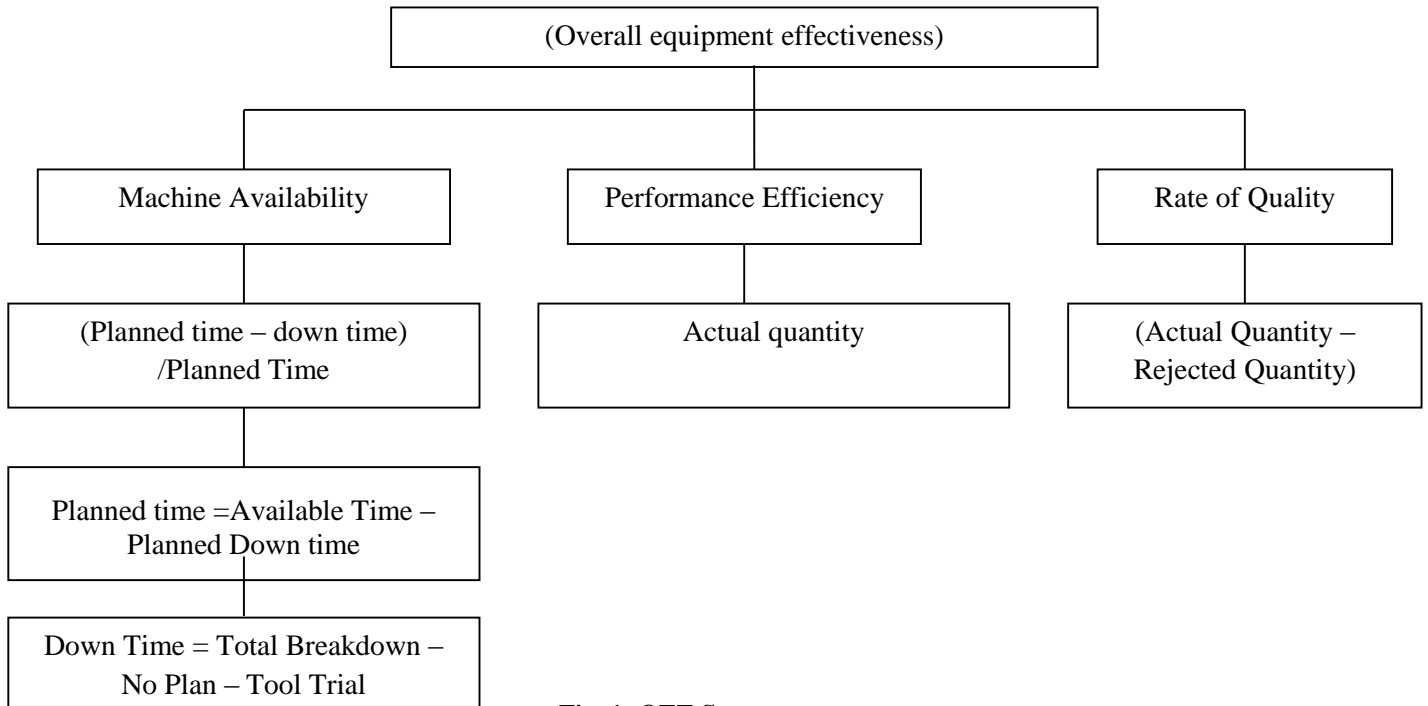 (Overall equipment effectiveness)
Machine Availability
Performance Efficiency
Rate of Quality
(Planned time – down time)
/Planned Time
Actual quantity
(Actual Quantity –
Rejected Quantity)
Planned time =Available Time –
Planned Down time
Down Time = Total Breakdown –
No Plan – Tool Trial